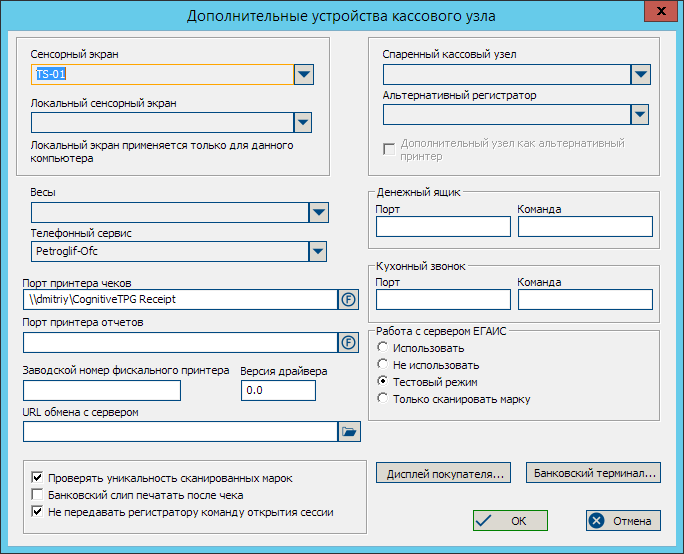 Дополнительные устройства кассового узла
x
Сенсорный экран
TS-01
Локальный сенсорный экран
Локальный экран применяется только для данного
компьютера
Спаренный кассовый узел
Альтернативный регистратор
Дополнительный узел как альтернативный
принтер
Весы
Телефонный сервис
Petroglif-Ofc
Порт принтера чеков
\\dmitriy\CognitiveTPG Receipt
F
Порт принтера отчетов
F
Заводской номер фискального принтера
Версия драйвера
0.0
URL обмена с сервером
Денежный ящик
Порт
Команда
Кухонный звонок
Порт
Команда
Работа с сервером ЕГАИС
Использовать
Не использовать
Тестовый режим
Только сканировать марку
Проверять уникальность сканированных марок
Банковский слип печатать после чека
Не передавать регистратору команду открытия сессии
Дисплей покупателя...
Банковский терминал...
ОК
Отмена